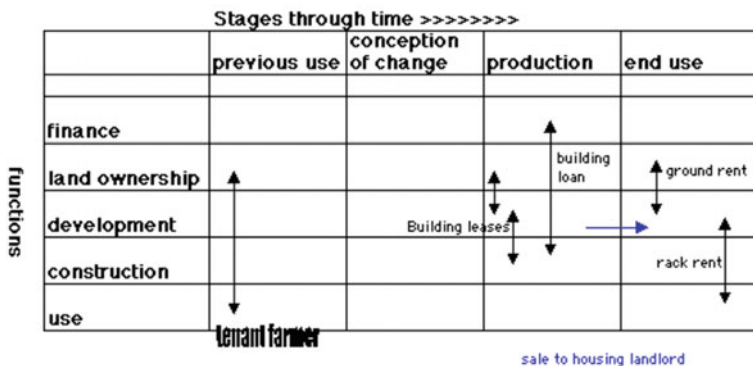 Stages through time >>>>>>>>
previous use
conception
of change
production
end use
functions
finance
land ownership
development
construction
use
building
loan
Building leases
ground rent
rack rent
tenant farmer
sale to housing landlord